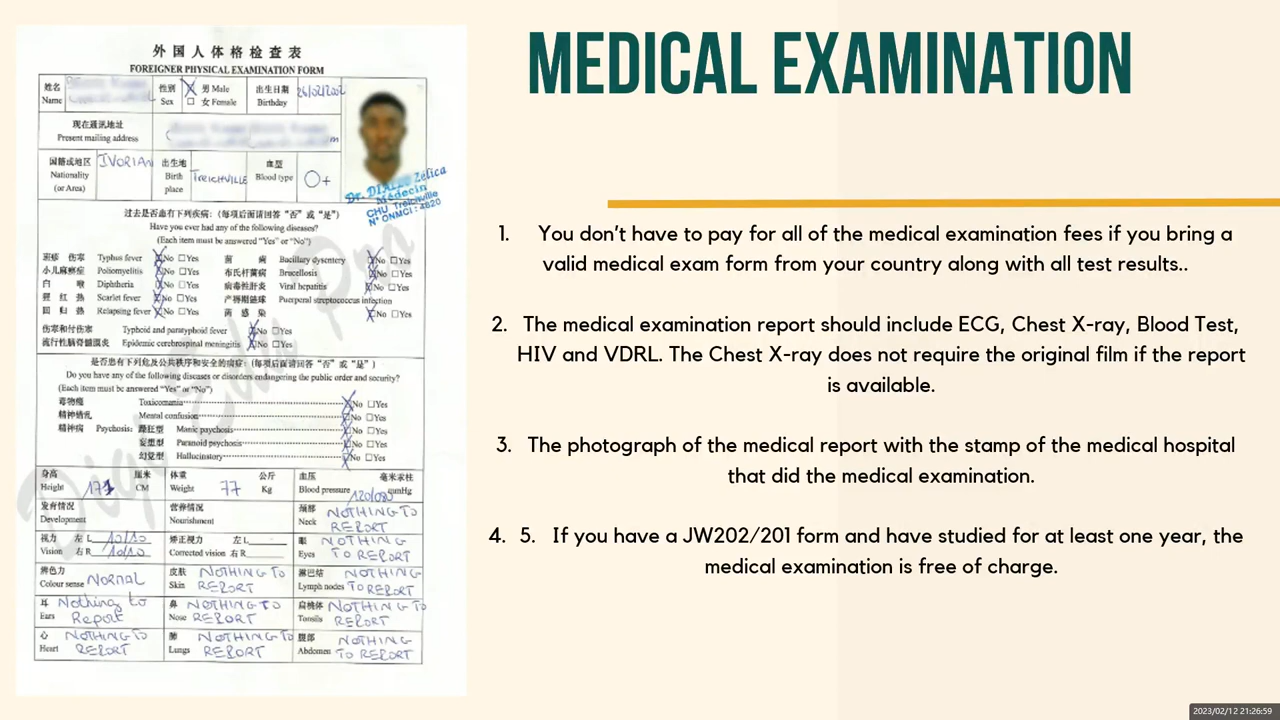 外国人体格检查表
FOREIGNER PHYSICAL EXAMINATION FORM
姓名 Name
性别 Sex 男 Male 女 Female
出生日期 Birthday
现在通讯地址
Present mailing address
国籍或地区 Nationality (or Area) IVORIAN
出生地 Birth place TREICHVILLE
血型 Blood type O+
Dr. Zélica
Médecin
CHU Treichville
N° ONMCI : 4820
过去是否患有下列疾病:(每项后面请回答“否”或“是”)
Have you ever had any of the following diseases?
(Each item must be answered “Yes” or “No”)
斑疹伤寒 Typhus fever No Yes 菌痢 Bacillary dysentery No Yes
小儿麻痹症 Poliomyelitis No Yes 布氏杆菌病 Brucellosis No Yes
白喉 Diphtheria No Yes 病毒性肝炎 Viral hepatitis No Yes
猩红热 Scarlet fever No Yes 产褥期链球 Puerperal streptococcus infection
回归热 Relapsing fever No Yes 菌感染 No Yes
伤寒和付伤寒 Typhoid and paratyphoid fever No Yes
流行性脑脊髓膜炎 Epidemic cerebrospinal meningitis No Yes
是否患有下列危及公共秩序和安全的病症:(每项后面请回答“否”或“是”)
Do you have any of the following diseases or disorders endangering the public order and security?
(Each item must be answered “Yes” or “No”)
毒物瘾 Toxicomania No Yes
精神错乱 Mental confusion No Yes
精神病 Psychosis: 躁狂型 Manic psychosis No Yes
妄想型 Paranoid psychosis No Yes
幻觉型 Hallucinatory No Yes
身高 厘米 体重 公斤 血压 毫米汞柱
Height CM Weight 77 Kg Blood pressure mmHg
发育情况 Development
营养情况 Nourishment
颈部 Neck NOTHING TO REPORT
视力 左 L 10/10 Vision 右 R 10/10
矫正视力 左 L Corrected vision 右 R
眼 Eyes NOTHING TO REPORT
辨色力 Colour sense NORMAL
皮肤 Skin NOTHING TO REPORT
淋巴结 Lymph nodes NOTHING TO REPORT
耳 Ears Nothing to Report
鼻 Nose NOTHING TO REPORT
扁桃体 Tonsils NOTHING TO REPORT
心 Heart NOTHING TO REPORT
肺 Lungs NOTHING TO REPORT
腹部 Abdomen NOTHING TO REPORT
MEDICAL EXAMINATION
1. You don't have to pay for all of the medical examination fees if you bring a
valid medical exam form from your country along with all test results..
2. The medical examination report should include ECG, Chest X-ray, Blood Test,
HIV and VDRL. The Chest X-ray does not require the original film if the report
is available.
3. The photograph of the medical report with the stamp of the medical hospital
that did the medical examination.
4. 5. If you have a JW202/201 form and have studied for at least one year, the
medical examination is free of charge.
2023/02/12 21:26:59